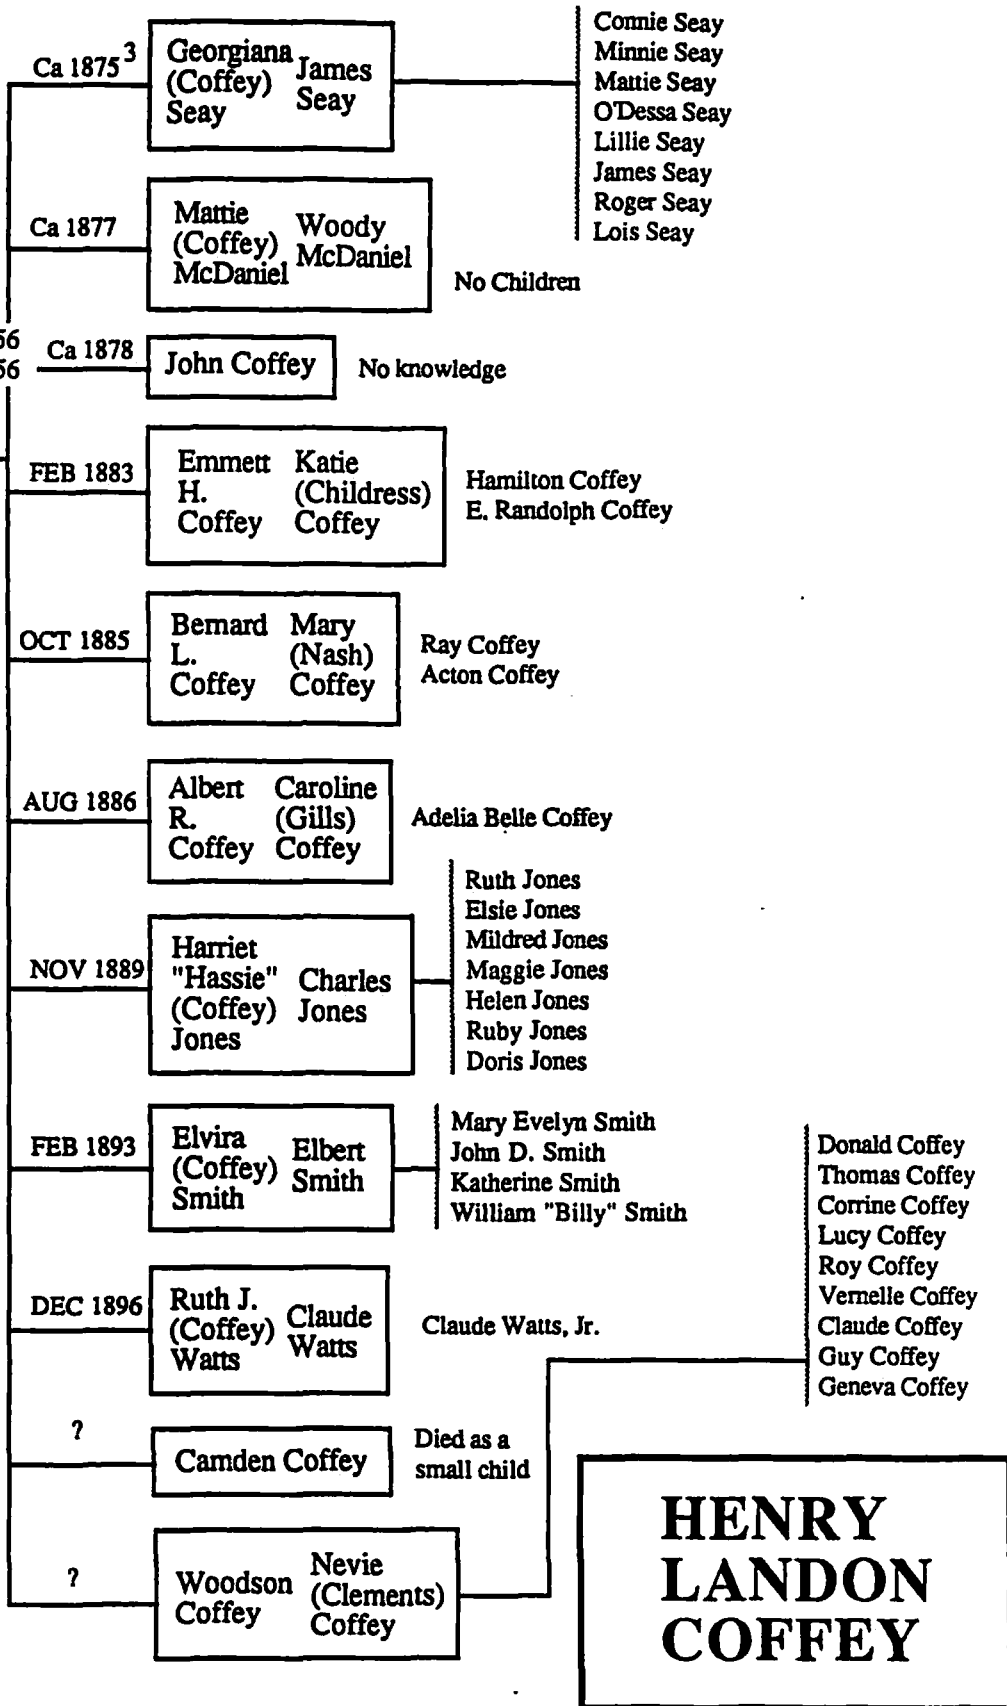 Ca 1875 3
Georgiana
(Coffey)
Seay
James
Seay
Connie Seay
Minnie Seay
Mattie Seay
O'Dessa Seay
Lillie Seay
James Seay
Roger Seay
Lois Seay
Ca 1877
Mattie
(Coffey)
McDaniel
Woody
McDaniel
No Children
56
56
Ca 1878
John Coffey
No knowledge
FEB 1883
Emmett
H.
Coffey
Katie
(Childress)
Coffey
Hamilton Coffey
E. Randolph Coffey
OCT 1885
Bernard
L.
Coffey
Mary
(Nash)
Coffey
Ray Coffey
Acton Coffey
AUG 1886
Albert
R.
Coffey
Caroline
(Gills)
Coffey
Adelia Belle Coffey
NOV 1889
Harriet
"Hassie"
(Coffey)
Jones
Charles
Jones
Ruth Jones
Elsie Jones
Mildred Jones
Maggie Jones
Helen Jones
Ruby Jones
Doris Jones
FEB 1893
Elvira
(Coffey)
Smith
Elbert
Smith
Mary Evelyn Smith
John D. Smith
Katherine Smith
William "Billy" Smith
DEC 1896
Ruth J.
(Coffey)
Watts
Claude
Watts
Claude Watts, Jr.
?
Camden Coffey
Died as a
small child
?
Woodson
Coffey
Nevie
(Clements)
Coffey
Donald Coffey
Thomas Coffey
Corrine Coffey
Lucy Coffey
Roy Coffey
Vernelle Coffey
Claude Coffey
Guy Coffey
Geneva Coffey
HENRY
LANDON
COFFEY